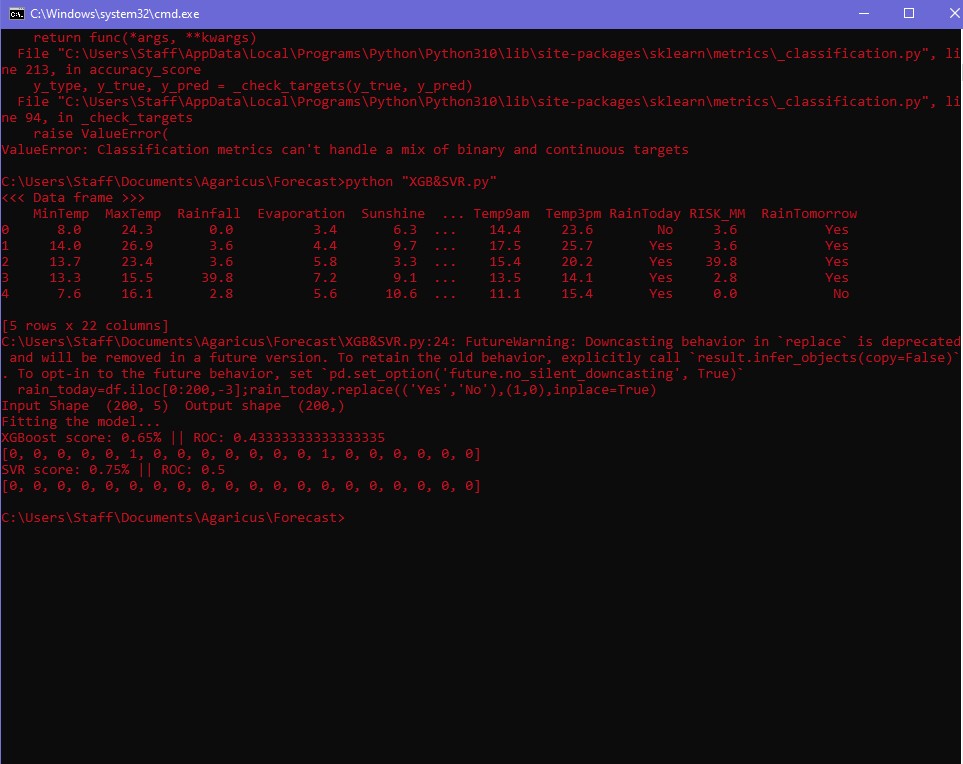 C:\Windows\system32\cmd.exe
    return func(*args, **kwargs)
  File "C:\Users\Staff\AppData\Local\Programs\Python\Python310\lib\site-packages\sklearn\metrics\_classification.py", li
ne 213, in accuracy_score
    y_type, y_true, y_pred = _check_targets(y_true, y_pred)
  File "C:\Users\Staff\AppData\Local\Programs\Python\Python310\lib\site-packages\sklearn\metrics\_classification.py", li
ne 94, in _check_targets
    raise ValueError(
ValueError: Classification metrics can't handle a mix of binary and continuous targets
C:\Users\Staff\Documents\Agaricus\Forecast>python "XGB&SVR.py"
<<< Data frame >>>
    MinTemp  MaxTemp  Rainfall  Evaporation  Sunshine  ... Temp9am  Temp3pm RainToday RISK_MM  RainTomorrow
0      8.0     24.3       0.0          3.4       6.3  ...    14.4     23.6        No     3.6           Yes
1     14.0     26.9       3.6          4.4       9.7  ...    17.5     25.7       Yes     3.6           Yes
2     13.7     23.4       3.6          5.8       3.3  ...    15.4     20.2       Yes    39.8           Yes
3     13.3     15.5      39.8          7.2       9.1  ...    13.5     14.1       Yes     2.8           Yes
4      7.6     16.1       2.8          5.6      10.6  ...    11.1     15.4       Yes     0.0            No
[5 rows x 22 columns]
C:\Users\Staff\Documents\Agaricus\Forecast\XGB&SVR.py:24: FutureWarning: Downcasting behavior in `replace` is deprecated
 and will be removed in a future version. To retain the old behavior, explicitly call `result.infer_objects(copy=False)`
. To opt-in to the future behavior, set `pd.set_option('future.no_silent_downcasting', True)`
  rain_today=df.iloc[0:200,-3];rain_today.replace(('Yes','No'),(1,0),inplace=True)
Input Shape  (200, 5)  Output shape  (200,)
Fitting the model...
XGBoost score: 0.65% || ROC: 0.43333333333333335
[0, 0, 0, 0, 0, 1, 0, 0, 0, 0, 0, 0, 0, 1, 0, 0, 0, 0, 0, 0]
SVR score: 0.75% || ROC: 0.5
[0, 0, 0, 0, 0, 0, 0, 0, 0, 0, 0, 0, 0, 0, 0, 0, 0, 0, 0, 0]
C:\Users\Staff\Documents\Agaricus\Forecast>